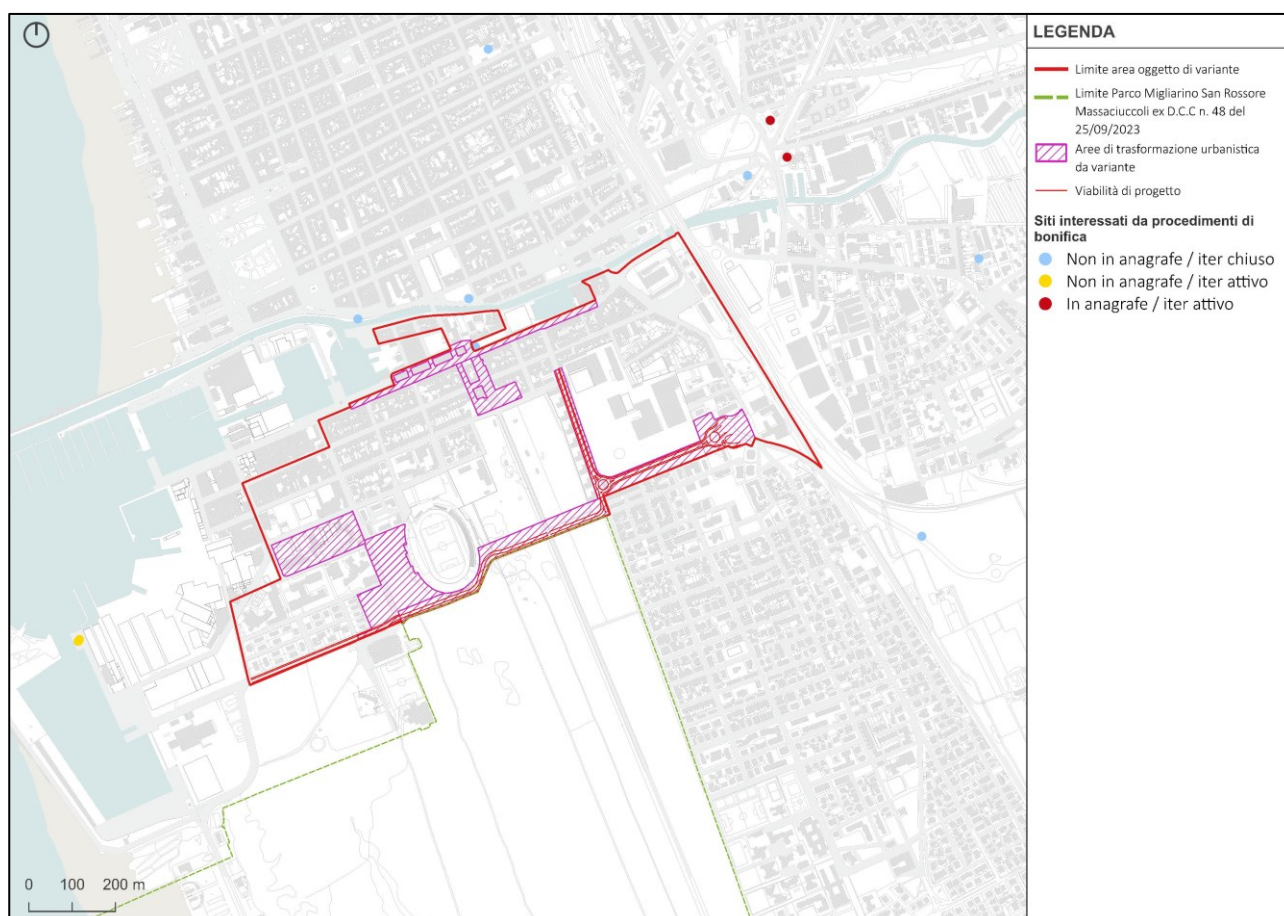 LEGENDA
Limite area oggetto di variante
Limite Parco Migliarino San Rossore
Massaciuccoli ex D.C.C n. 48 del
25/09/2023
Aree di trasformazione urbanistica
da variante
Viabilità di progetto
Siti interessati da procedimenti di
bonifica
Non in anagrafe / iter chiuso
Non in anagrafe / iter attivo
In anagrafe / iter attivo
0 100 200 m